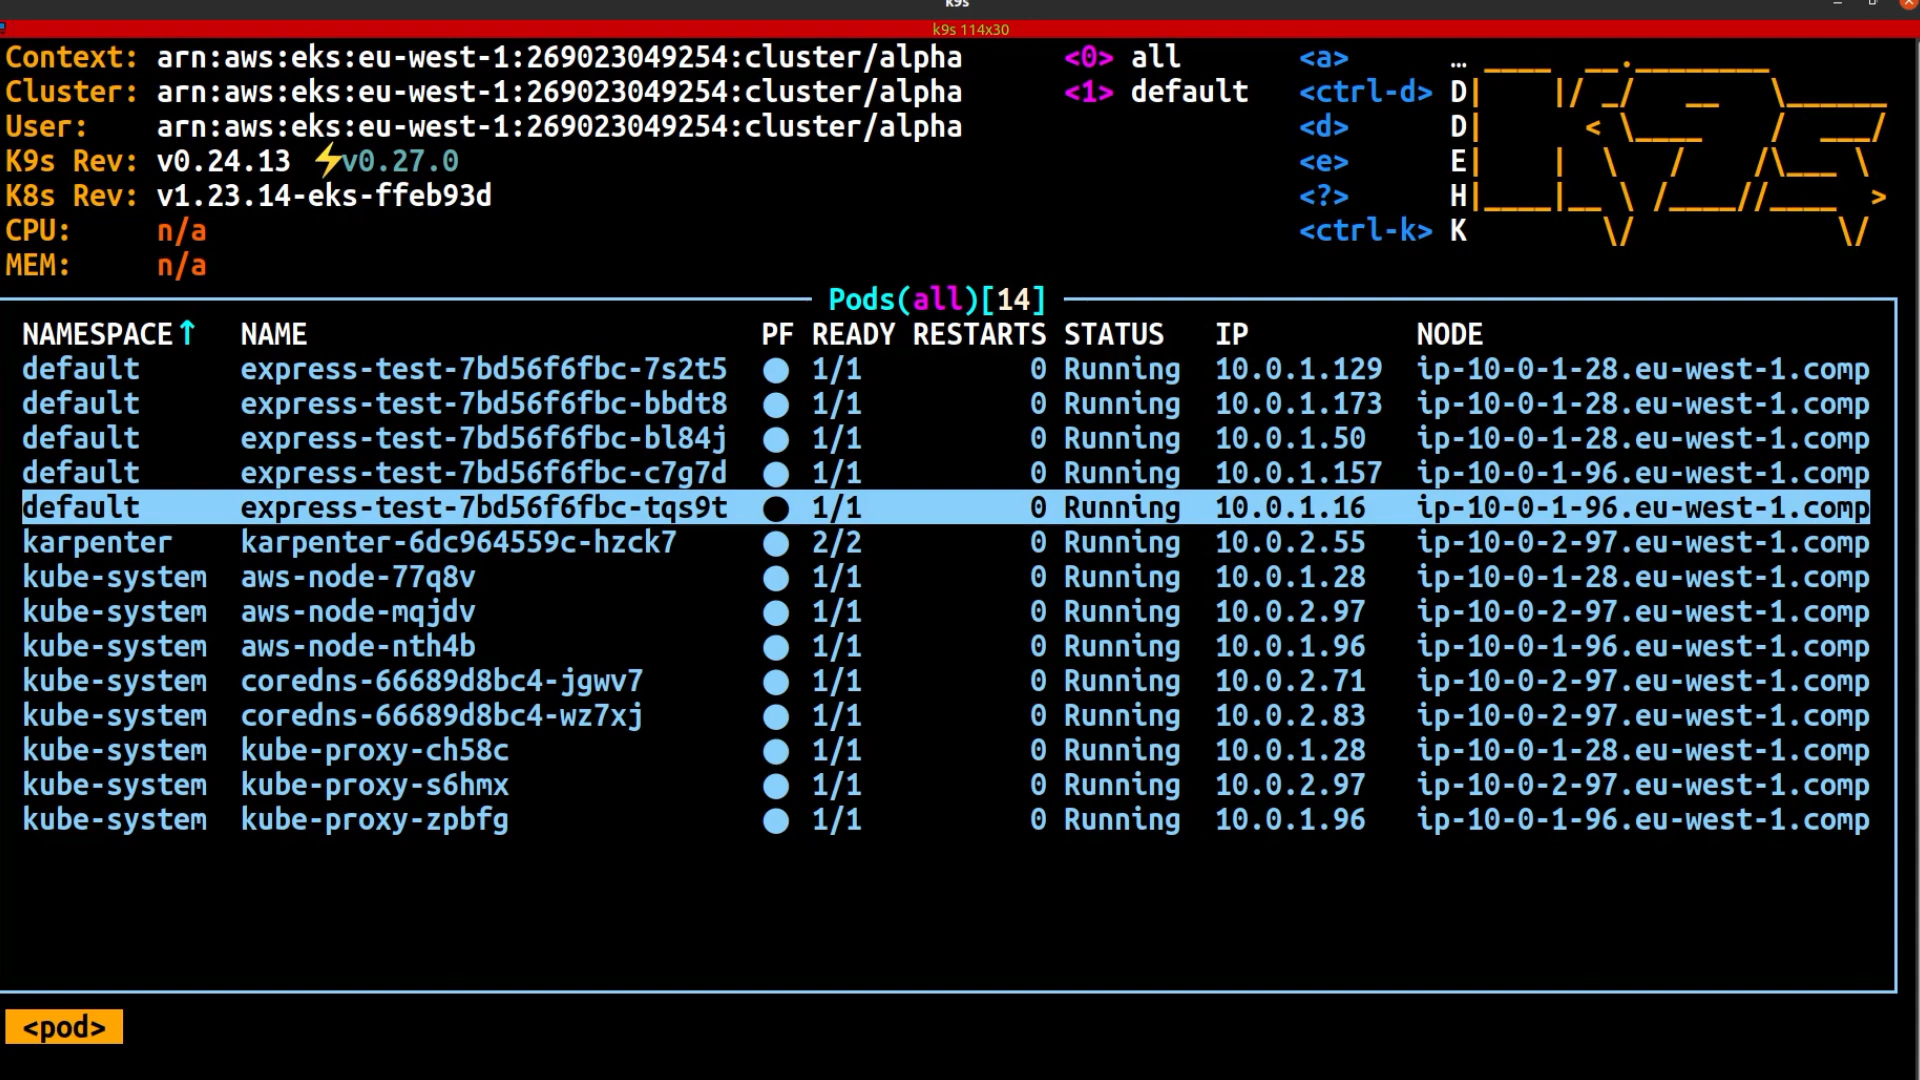 k9s
k9s 114x30
Context: arn:aws:eks:eu-west-1:269023049254:cluster/alpha <0> all <a> …
Cluster: arn:aws:eks:eu-west-1:269023049254:cluster/alpha <1> default <ctrl-d> D
User: arn:aws:eks:eu-west-1:269023049254:cluster/alpha <d> D
K9s Rev: v0.24.13 ⚡v0.27.0 <e> E
K8s Rev: v1.23.14-eks-ffeb93d <?> H
CPU: n/a <ctrl-k> K
MEM: n/a
Pods(all)[14]
NAMESPACE↑ NAME PF READY RESTARTS STATUS IP NODE
default express-test-7bd56f6fbc-7s2t5 ● 1/1 0 Running 10.0.1.129 ip-10-0-1-28.eu-west-1.comp
default express-test-7bd56f6fbc-bbdt8 ● 1/1 0 Running 10.0.1.173 ip-10-0-1-28.eu-west-1.comp
default express-test-7bd56f6fbc-bl84j ● 1/1 0 Running 10.0.1.50 ip-10-0-1-28.eu-west-1.comp
default express-test-7bd56f6fbc-c7g7d ● 1/1 0 Running 10.0.1.157 ip-10-0-1-96.eu-west-1.comp
default express-test-7bd56f6fbc-tqs9t ● 1/1 0 Running 10.0.1.16 ip-10-0-1-96.eu-west-1.comp
karpenter karpenter-6dc964559c-hzck7 ● 2/2 0 Running 10.0.2.55 ip-10-0-2-97.eu-west-1.comp
kube-system aws-node-77q8v ● 1/1 0 Running 10.0.1.28 ip-10-0-1-28.eu-west-1.comp
kube-system aws-node-mqjdv ● 1/1 0 Running 10.0.2.97 ip-10-0-2-97.eu-west-1.comp
kube-system aws-node-nth4b ● 1/1 0 Running 10.0.1.96 ip-10-0-1-96.eu-west-1.comp
kube-system coredns-66689d8bc4-jgwv7 ● 1/1 0 Running 10.0.2.71 ip-10-0-2-97.eu-west-1.comp
kube-system coredns-66689d8bc4-wz7xj ● 1/1 0 Running 10.0.2.83 ip-10-0-2-97.eu-west-1.comp
kube-system kube-proxy-ch58c ● 1/1 0 Running 10.0.1.28 ip-10-0-1-28.eu-west-1.comp
kube-system kube-proxy-s6hmx ● 1/1 0 Running 10.0.2.97 ip-10-0-2-97.eu-west-1.comp
kube-system kube-proxy-zpbfg ● 1/1 0 Running 10.0.1.96 ip-10-0-1-96.eu-west-1.comp
<pod>